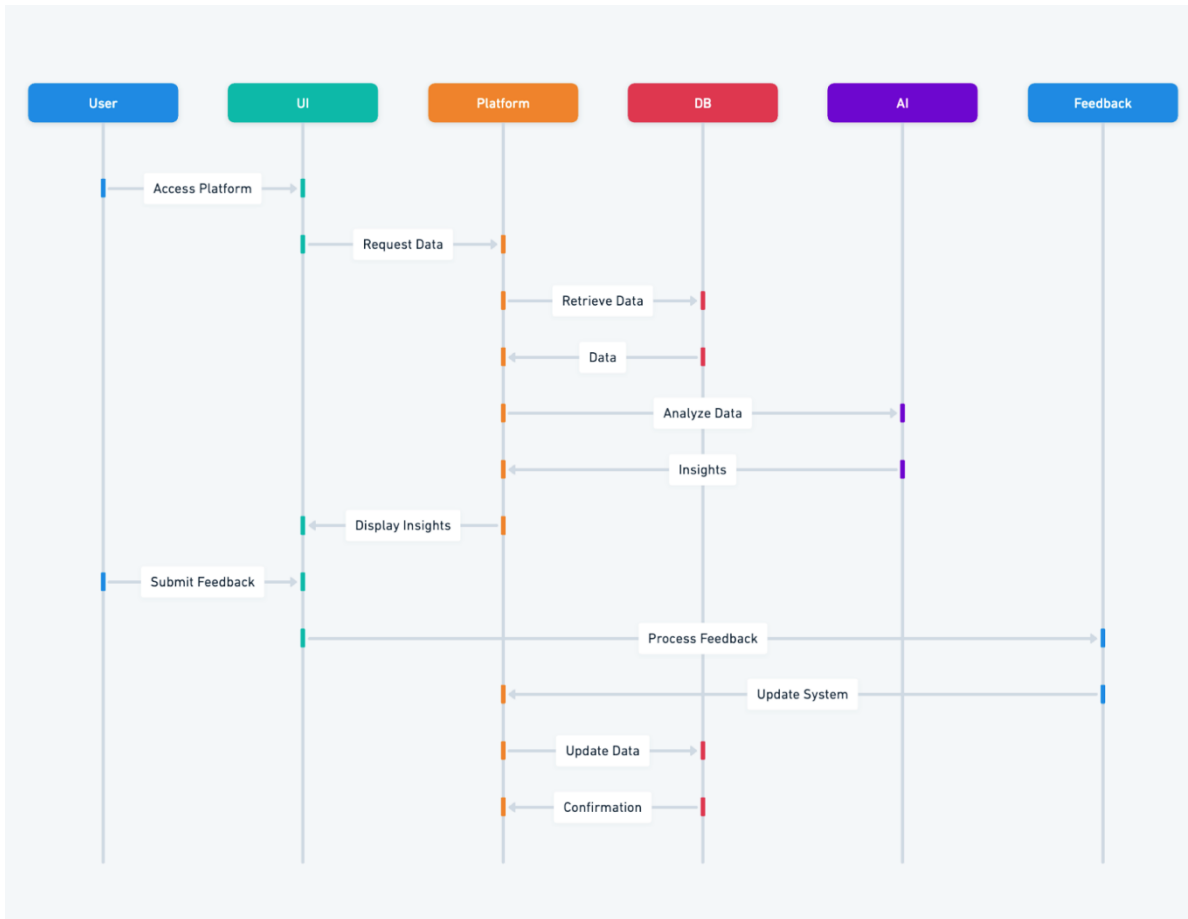 User
UI
Platform
DB
AI
Feedback
Access Platform
Request Data
Retrieve Data
Data
Analyze Data
Insights
Display Insights
Submit Feedback
Process Feedback
Update System
Update Data
Confirmation